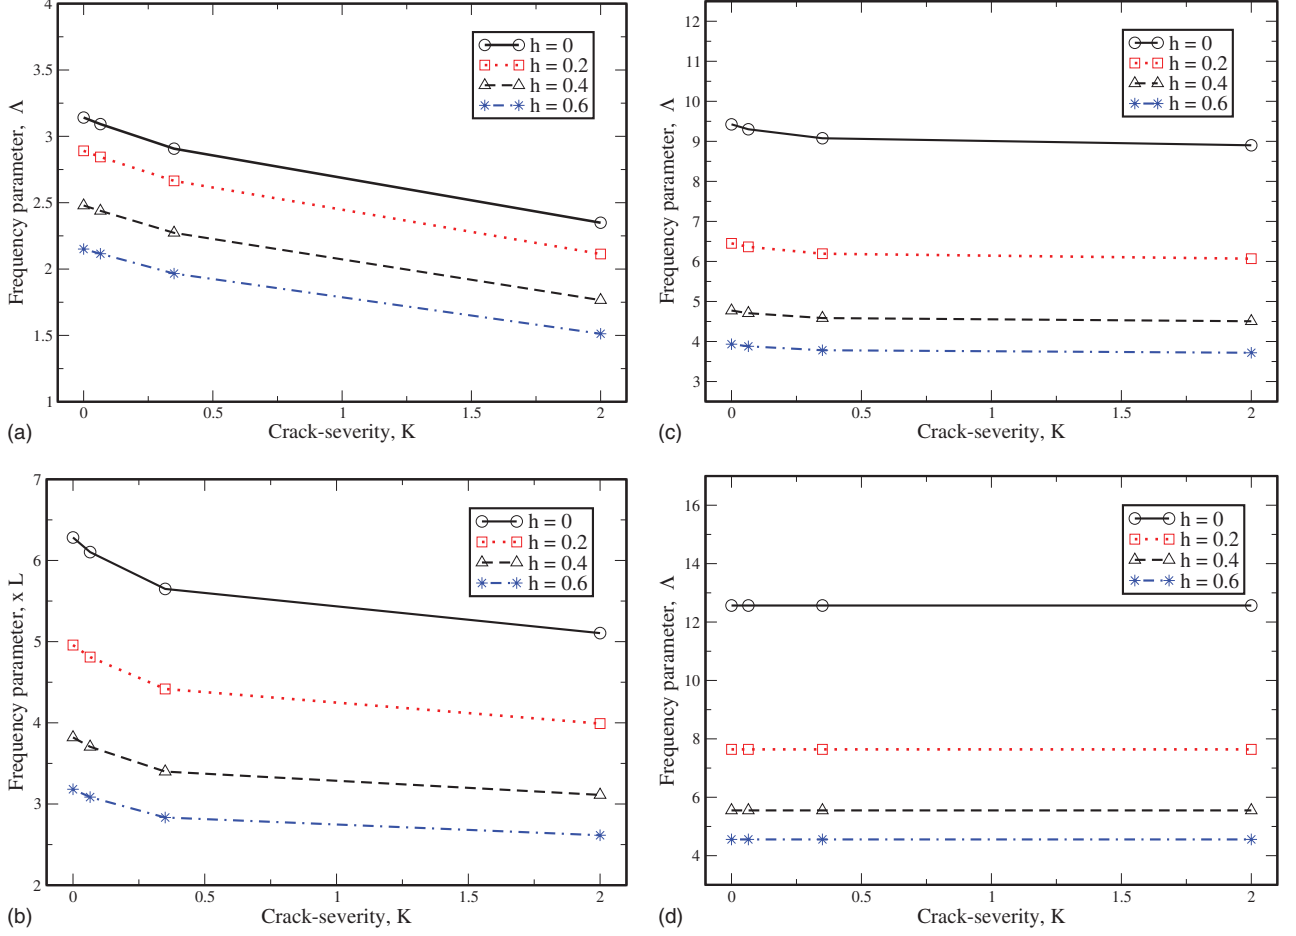 4
3.5
3
2.5
2
1.5
1
0
0.5
1
1.5
2
Frequency parameter, Λ
Crack-severity, K
h = 0
h = 0.2
h = 0.4
h = 0.6
(a)
12
11
10
9
8
7
6
5
4
3
0
0.5
1
1.5
2
Frequency parameter, Λ
Crack-severity, K
h = 0
h = 0.2
h = 0.4
h = 0.6
(c)
7
6
5
4
3
2
0
0.5
1
1.5
2
Frequency parameter, x L
Crack-severity, K
h = 0
h = 0.2
h = 0.4
h = 0.6
(b)
16
14
12
10
8
6
4
0
0.5
1
1.5
2
Frequency parameter, Λ
Crack-severity, K
h = 0
h = 0.2
h = 0.4
h = 0.6
(d)